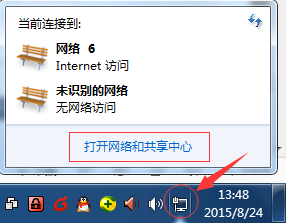 当前连接到:
网络  6
Internet 访问
未识别的网络
无网络访问
打开网络和共享中心
13:48
2015/8/24